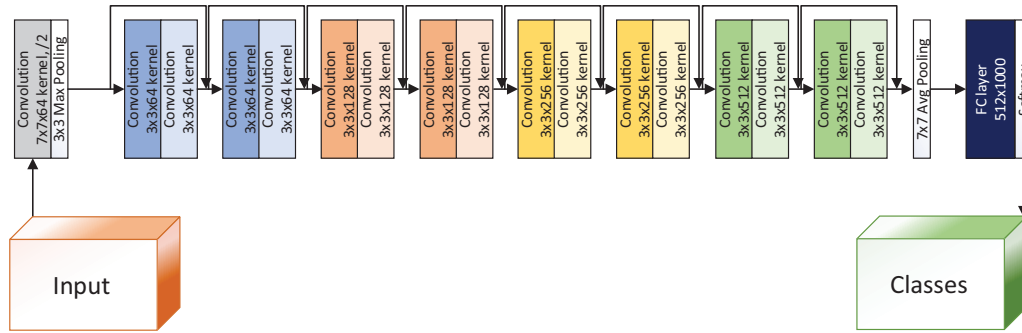 Convolution
7x7x64 kernel, /2
3x3 Max Pooling
Convolution
3x3x64 kernel
Convolution
3x3x64 kernel
Convolution
3x3x64 kernel
Convolution
3x3x64 kernel
Convolution
3x3x128 kernel
Convolution
3x3x128 kernel
Convolution
3x3x128 kernel
Convolution
3x3x128 kernel
Convolution
3x3x256 kernel
Convolution
3x3x256 kernel
Convolution
3x3x256 kernel
Convolution
3x3x256 kernel
Convolution
3x3x512 kernel
Convolution
3x3x512 kernel
Convolution
3x3x512 kernel
Convolution
3x3x512 kernel
7x7 Avg Pooling
FC layer
512x1000
Input
Classes